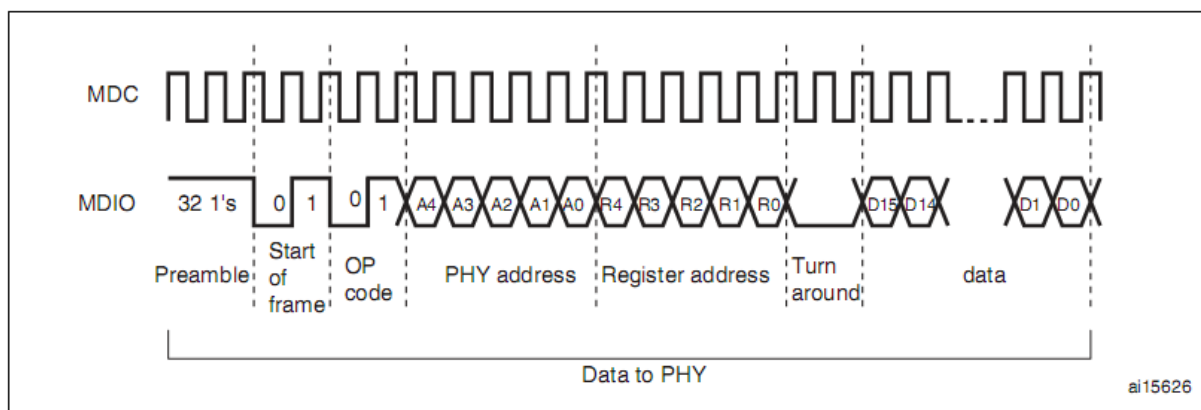 MDC
MDIO 32 1's 0 1 0 1 A4 A3 A2 A1 A0 R4 R3 R2 R1 R0 D15 D14 D1 D0
Preamble Start of frame OP code PHY address Register address Turn around data
Data to PHY
ai15626